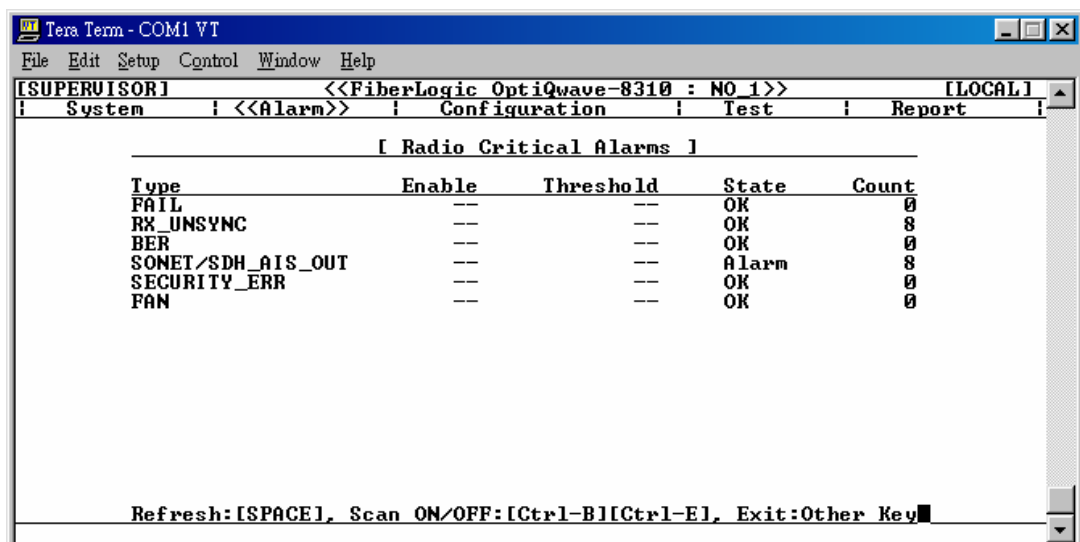 Tera Term - COM1 VT
File Edit Setup Control Window Help
[SUPERVISOR] <<FiberLogic OptiQwave-8310 : NO_1>> [LOCAL]
| System | <<Alarm>> | Configuration | Test | Report |
[ Radio Critical Alarms ]
Type Enable Threshold State Count
FAIL -- -- OK 0
RX_UNSYNC -- -- OK 8
BER -- -- OK 0
SONET/SDH_AIS_OUT -- -- Alarm 8
SECURITY_ERR -- -- OK 0
FAN -- -- OK 0
Refresh:[SPACE], Scan ON/OFF:[Ctrl-B][Ctrl-E], Exit:Other Key